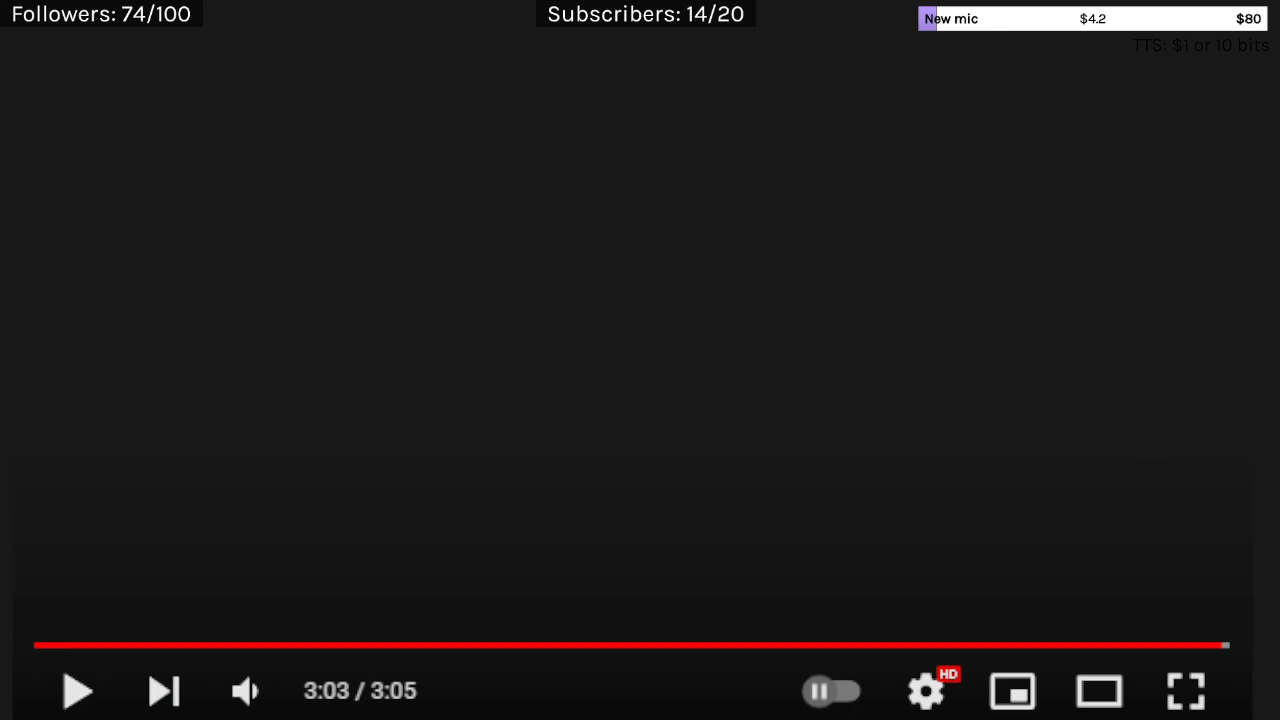 Followers: 74/100
Subscribers: 14/20
New mic $4.2 $80
TTS: $1 or 10 bits
HD
3:03 / 3:05